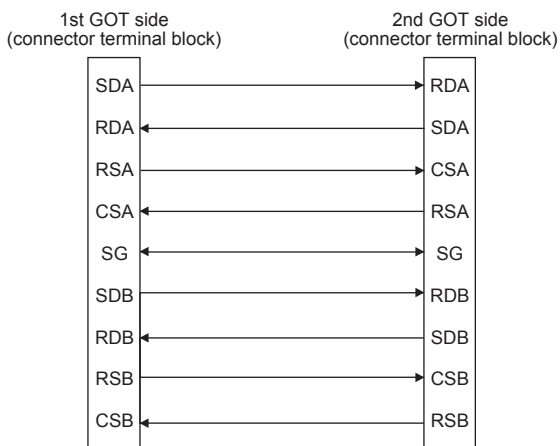 1st GOT side
(connector terminal block)
2nd GOT side
(connector terminal block)
SDA RDA
RDA SDA
RSA CSA
CSA RSA
SG SG
SDB RDB
RDB SDB
RSB CSB
CSB RSB